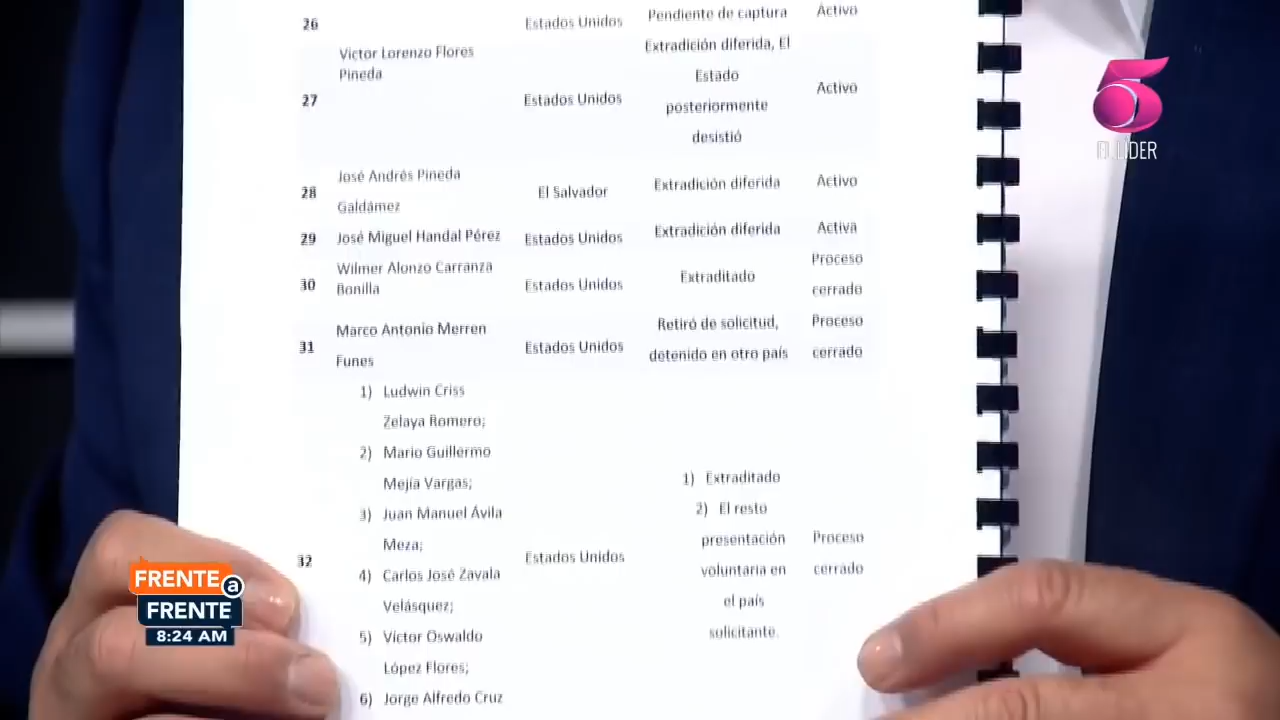 26
Estados Unidos
Pendiente de captura
Activo
Victor Lorenzo Flores
Pineda
27
Estados Unidos
Extradición diferida, El
Estado
posteriormente
desistió
Activo
José Andrés Pineda
Galdámez
28
El Salvador
Extradición diferida
Activo
29
José Miguel Handal Pérez
Estados Unidos
Extradición diferida
Activa
30
Wilmer Alonzo Carranza
Bonilla
Estados Unidos
Extraditado
Proceso
cerrado
31
Marco Antonio Merren
Funes
Estados Unidos
Retiró de solicitud,
detenido en otro país
Proceso
cerrado
32
1) Ludwin Criss
Zelaya Romero;
2) Mario Guillermo
Mejía Vargas;
3) Juan Manuel Ávila
Meza;
4) Carlos José Zavala
Velásquez;
5) Víctor Oswaldo
López Flores;
6) Jorge Alfredo Cruz
Estados Unidos
1) Extraditado
2) El resto
presentación
voluntaria en
el país
solicitante.
Proceso
cerrado
5
EL LÍDER
FRENTE a
FRENTE
8:24 AM